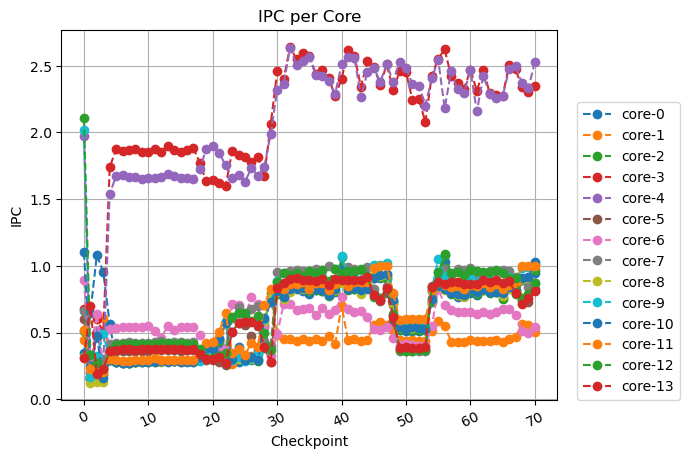 IPC per Core
IPC
2.5
2.0
1.5
1.0
0.5
0.0
0
10
20
30
40
50
60
70
Checkpoint
core-0
core-1
core-2
core-3
core-4
core-5
core-6
core-7
core-8
core-9
core-10
core-11
core-12
core-13